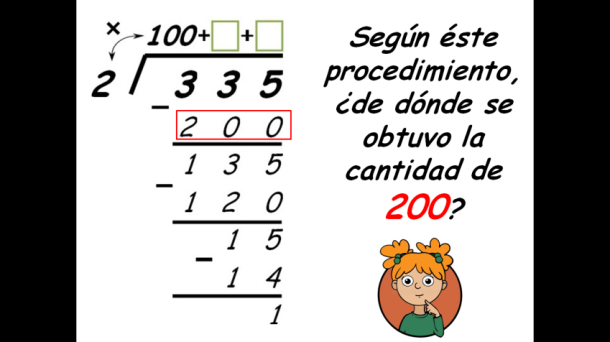 × 100+□+□
2 335
− 200
135
− 120
15
− 14
1
Según éste
procedimiento,
¿de dónde se
obtuvo la
cantidad de
200?